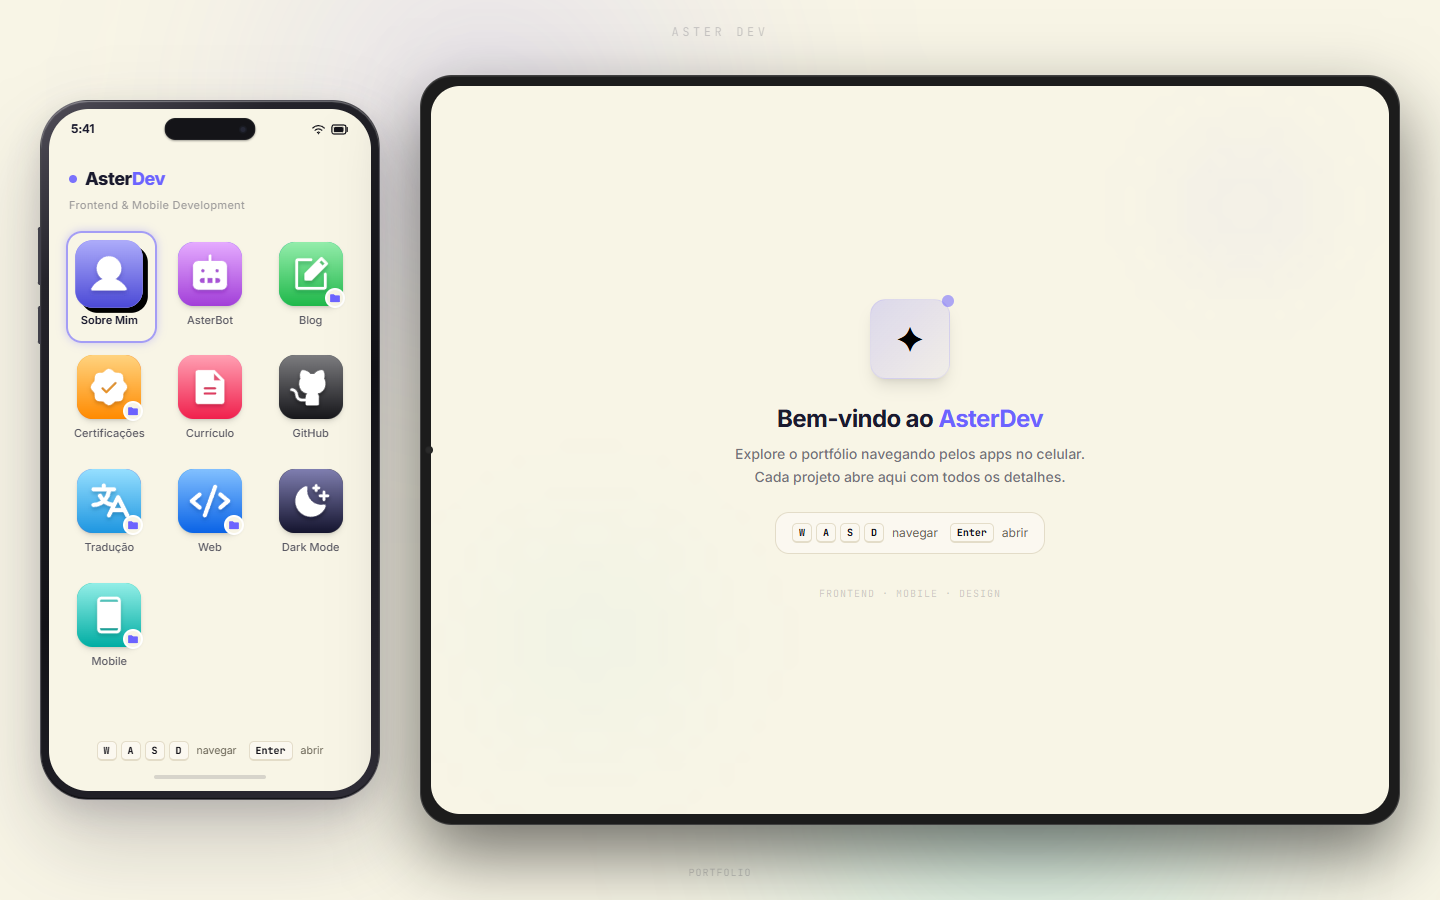 ASTER DEV
5:41
AsterDev
Frontend & Mobile Development
Sobre Mim
AsterBot
Blog
Certificações
Currículo
GitHub
Tradução
Web
Dark Mode
Mobile
W A S D navegar Enter abrir
Bem-vindo ao AsterDev
Explore o portfólio navegando pelos apps no celular.
Cada projeto abre aqui com todos os detalhes.
W A S D navegar Enter abrir
FRONTEND · MOBILE · DESIGN
PORTFOLIO